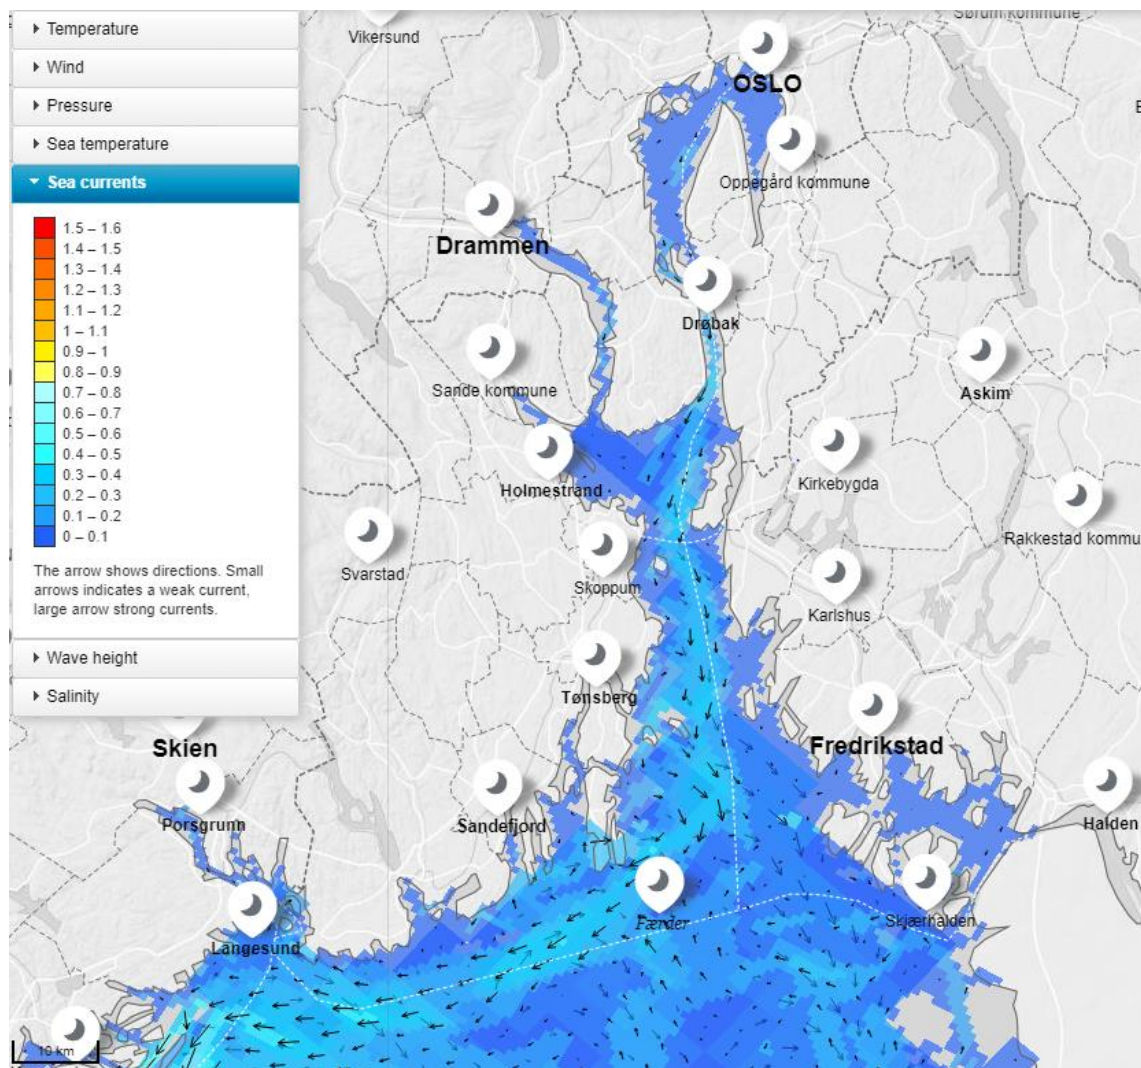 Temperature
Wind
Pressure
Sea temperature
Sea currents
1.5 – 1.6
1.4 – 1.5
1.3 – 1.4
1.2 – 1.3
1.1 – 1.2
1 – 1.1
0.9 – 1
0.8 – 0.9
0.7 – 0.8
0.6 – 0.7
0.5 – 0.6
0.4 – 0.5
0.3 – 0.4
0.2 – 0.3
0.1 – 0.2
0 – 0.1
The arrow shows directions. Small
arrows indicates a weak current,
large arrow strong currents.
Wave height
Salinity
Sørum kommune
Vikersund
OSLO
Oppegård kommune
Drammen
Drøbak
Sande kommune
Askim
Kirkebygda
Holmestrand
Rakkestad kommu
Svarstad
Skoppum
Karlshus
Tønsberg
Skien
Fredrikstad
Porsgrunn
Sandefjord
Halden
Færder
Skjærhalden
Langesund
10 km